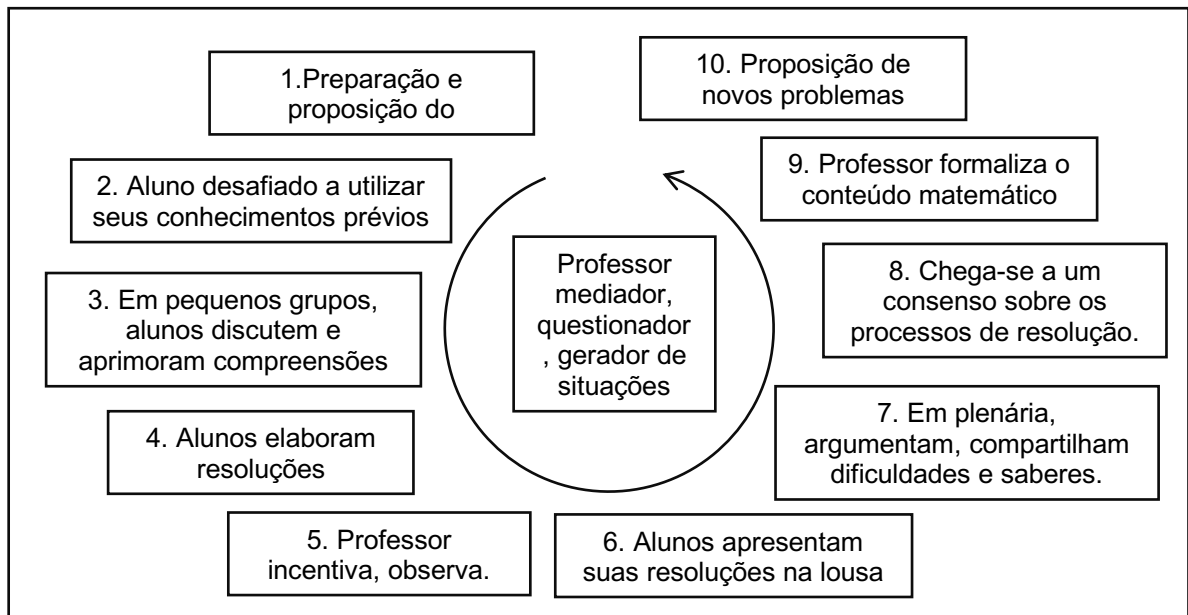 1.Preparação e
proposição do
2. Aluno desafiado a utilizar
seus conhecimentos prévios
3. Em pequenos grupos,
alunos discutem e
aprimoram compreensões
4. Alunos elaboram
resoluções
5. Professor
incentiva, observa.
6. Alunos apresentam
suas resoluções na lousa
7. Em plenária,
argumentam, compartilham
dificuldades e saberes.
8. Chega-se a um
consenso sobre os
processos de resolução.
9. Professor formaliza o
conteúdo matemático
10. Proposição de
novos problemas
Professor
mediador,
questionador
, gerador de
situações